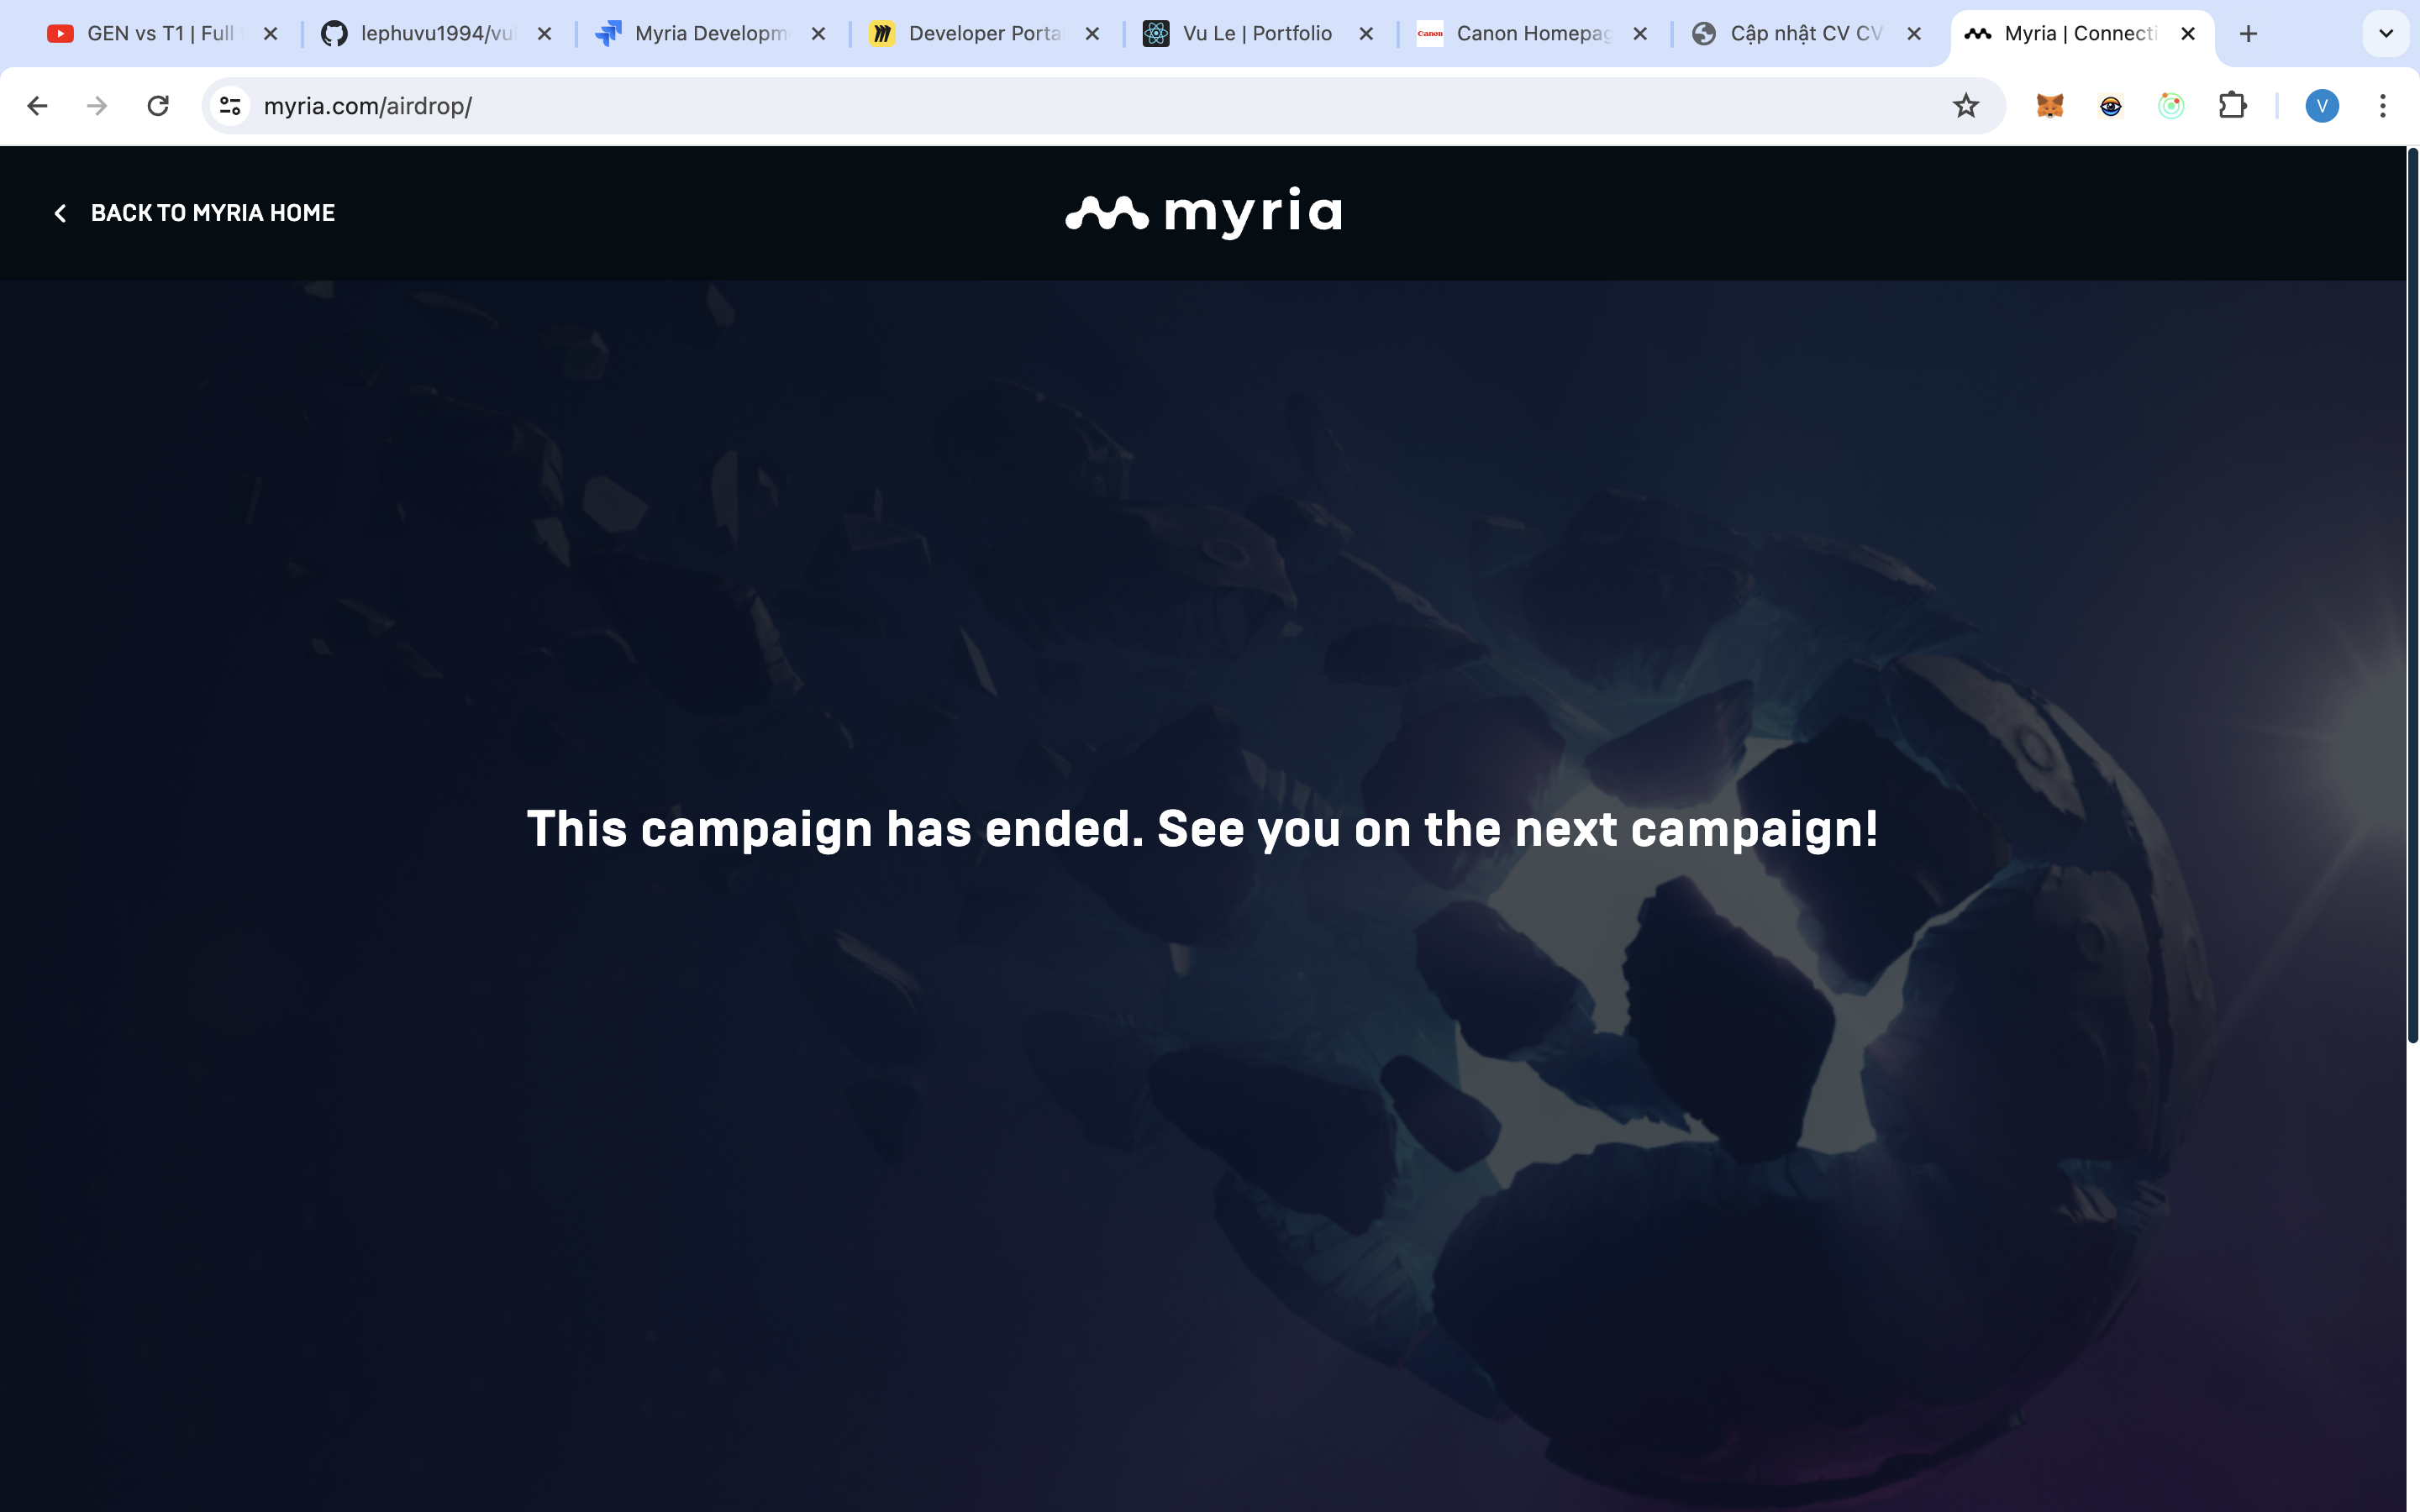 GEN vs T1 | Full
lephuvu1994/vu
Myria Developm
Developer Porta
Vu Le | Portfolio
Canon
Canon Homepag
Cập nhật CV CV
Myria | Connecti
myria.com/airdrop/
V
BACK TO MYRIA HOME
myria
This campaign has ended. See you on the next campaign!